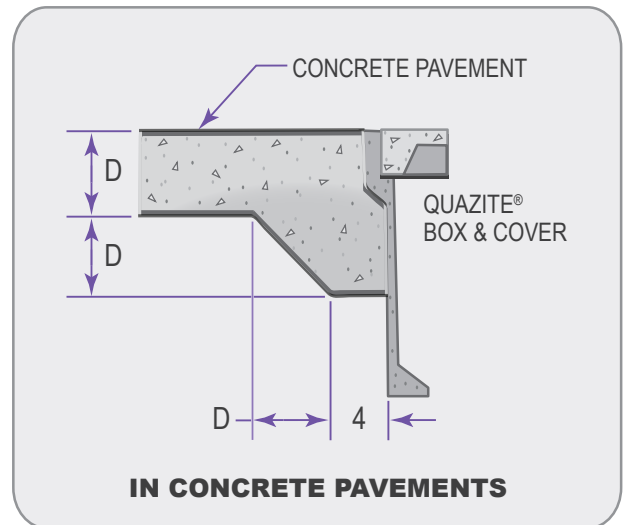 CONCRETE PAVEMENT
D
QUAZITE®
BOX & COVER
D
D
4
IN CONCRETE PAVEMENTS